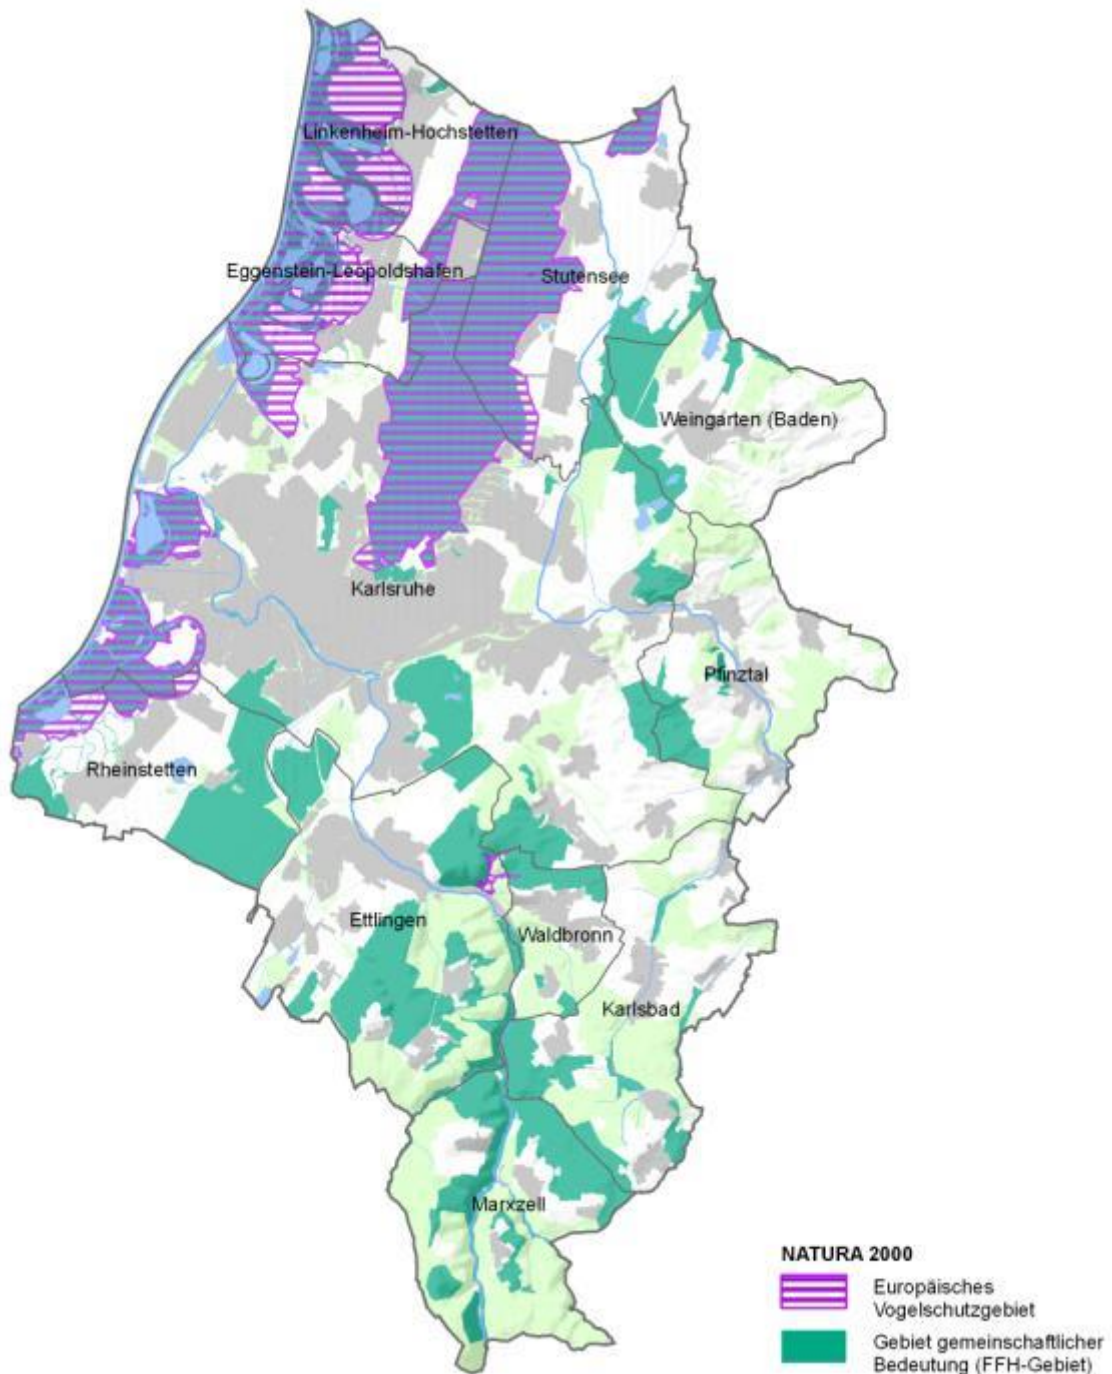 Linkenheim-Hochstetten
Eggenstein-Leopoldshafen
Stutensee
Weingarten (Baden)
Karlsruhe
Pfinztal
Rheinstetten
Ettlingen
Waldbronn
Karlsbad
Marxzell
NATURA 2000
Europäisches
Vogelschutzgebiet
Gebiet gemeinschaftlicher
Bedeutung (FFH-Gebiet)